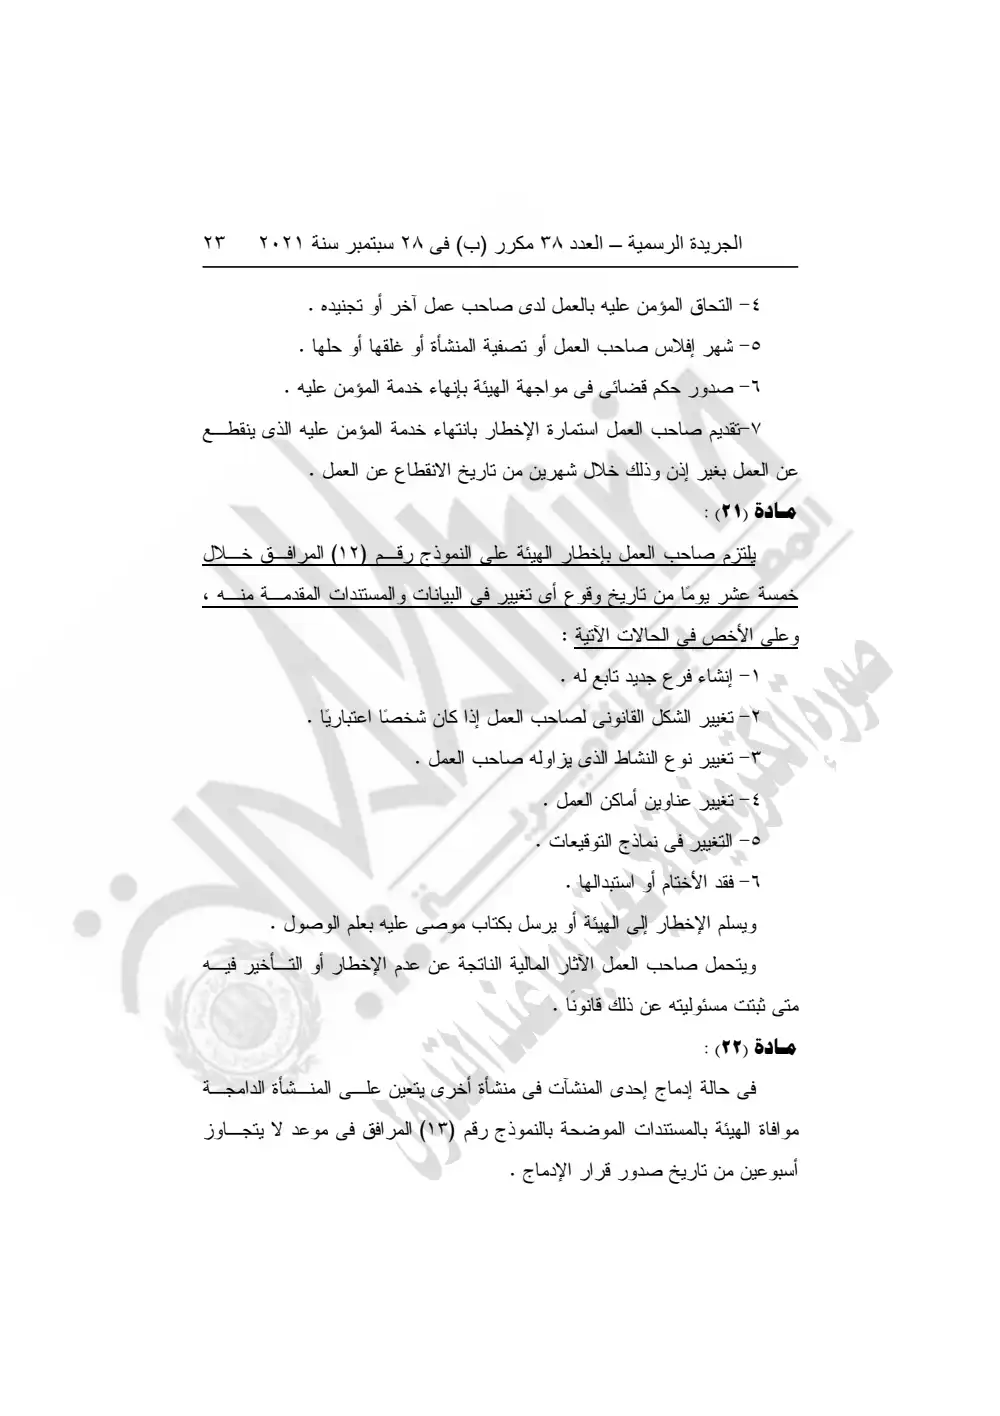 الجريدة الرسمية – العدد ٣٨ مكرر (ب) فى ٢٨ سبتمبر سنة ٢٠٢١ ٢٣
٤- التحاق المؤمن عليه بالعمل لدى صاحب عمل آخر أو تجنيده .
٥- شهر إفلاس صاحب العمل أو تصفية المنشأة أو غلقها أو حلها .
٦- صدور حكم قضائى فى مواجهة الهيئة بإنهاء خدمة المؤمن عليه .
٧-تقديم صاحب العمل استمارة الإخطار بانتهاء خدمة المؤمن عليه الذى ينقطع
عن العمل بغير إذن وذلك خلال شهرين من تاريخ الانقطاع عن العمل .
مادة (٢١) :
يلتزم صاحب العمل بإخطار الهيئة على النموذج رقم (١٢) المرافق خلال
خمسة عشر يومًا من تاريخ وقوع أى تغيير فى البيانات والمستندات المقدمة منه ،
وعلى الأخص فى الحالات الآتية :
١- إنشاء فرع جديد تابع له .
٢- تغيير الشكل القانونى لصاحب العمل إذا كان شخصًا اعتباريًا .
٣- تغيير نوع النشاط الذى يزاوله صاحب العمل .
٤- تغيير عناوين أماكن العمل .
٥- التغيير فى نماذج التوقيعات .
٦- فقد الأختام أو استبدالها .
ويسلم الإخطار إلى الهيئة أو يرسل بكتاب موصى عليه بعلم الوصول .
ويتحمل صاحب العمل الآثار المالية الناتجة عن عدم الإخطار أو التأخير فيه
متى ثبتت مسئوليته عن ذلك قانونًا .
مادة (٢٢) :
فى حالة إدماج إحدى المنشآت فى منشأة أخرى يتعين على المنشأة الدامجة
موافاة الهيئة بالمستندات الموضحة بالنموذج رقم (١٣) المرافق فى موعد لا يتجاوز
أسبوعين من تاريخ صدور قرار الإدماج .
صورة إلكترونية لا يعتد بها عند التداول